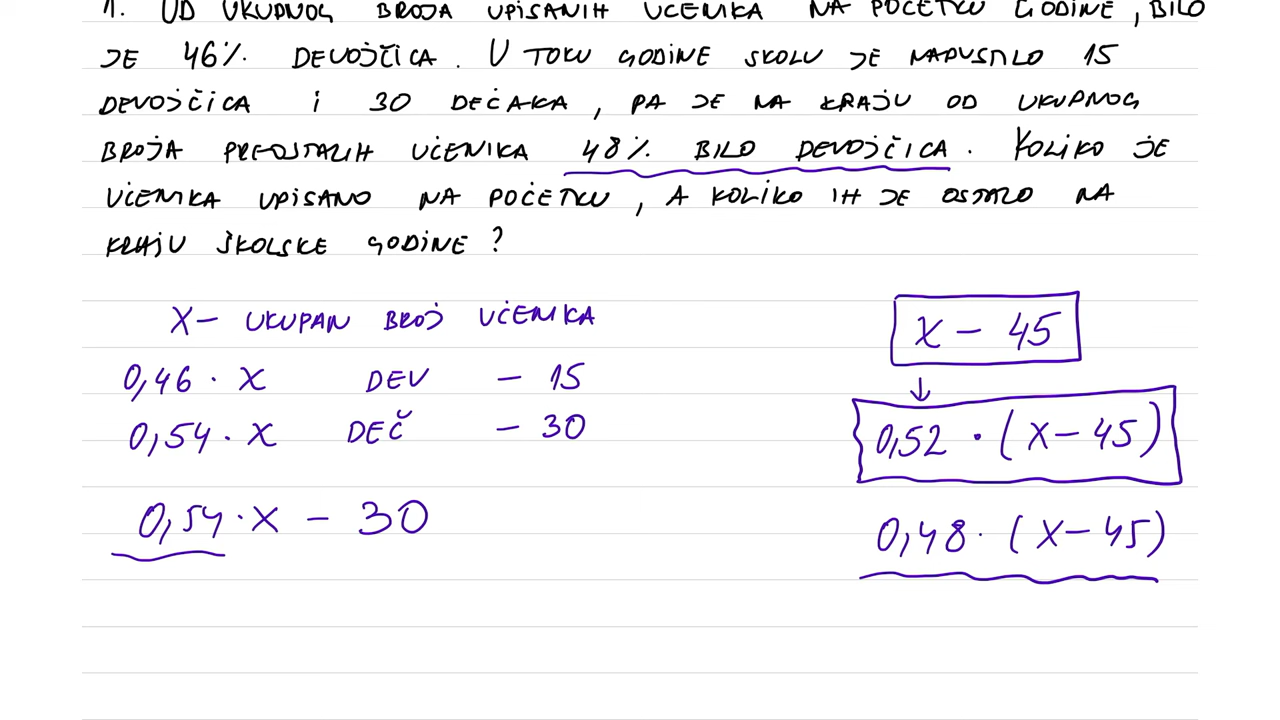 1. OD UKUPNOG BROJA UPISANIH UČENIKA NA POČETKU GODINE, BILO
JE 46% DEVOJČICA. U TOKU GODINE ŠKOLU JE NAPUSTILO 15
DEVOJČICA I 30 DEČAKA, PA JE NA KRAJU OD UKUPNOG
BROJA PREOSTALIH UČENIKA 48% BILO DEVOJČICA. KOLIKO JE
UČENIKA UPISANO NA POČETKU, A KOLIKO IH JE OSTALO NA
KRAJU ŠKOLSKE GODINE?
X - UKUPAN BROJ UČENIKA
0,46 · X DEV - 15
0,54 · X DEČ - 30
0,54 · X - 30
X - 45
↓
0,52 · (X - 45)
0,48 · (X - 45)